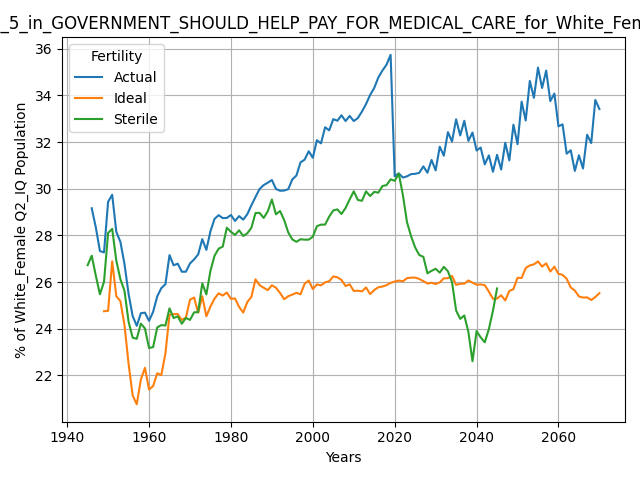 _5_in_GOVERNMENT_SHOULD_HELP_PAY_FOR_MEDICAL_CARE_for_White_Fem
Fertility
Actual
Ideal
Sterile
% of White_Female Q2_IQ Population
36
34
32
30
28
26
24
22
1940
1960
1980
2000
2020
2040
2060
Years